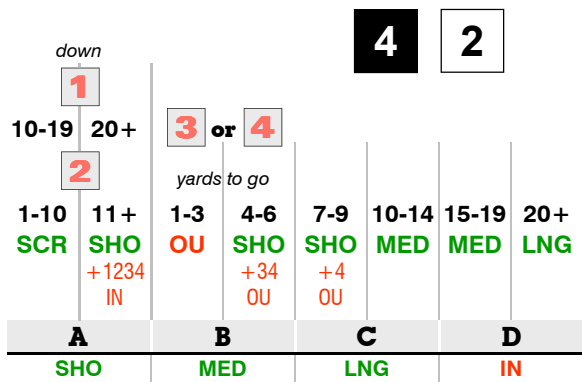 4 2
down
1
10-19 20+ 3 or 4
2 yards to go
1-10 11+ 1-3 4-6 7-9 10-14 15-19 20+
SCR SHO OU SHO SHO MED MED LNG
+1234 +34 +4
IN OU OU
A B C D
SHO MED LNG IN